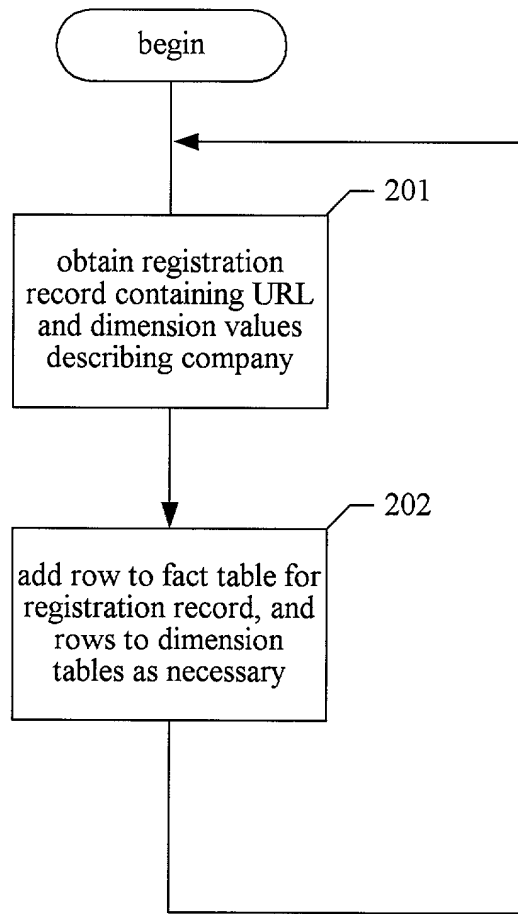 begin
201
obtain registration
record containing URL
and dimension values
describing company
202
add row to fact table for
registration record, and
rows to dimension
tables as necessary